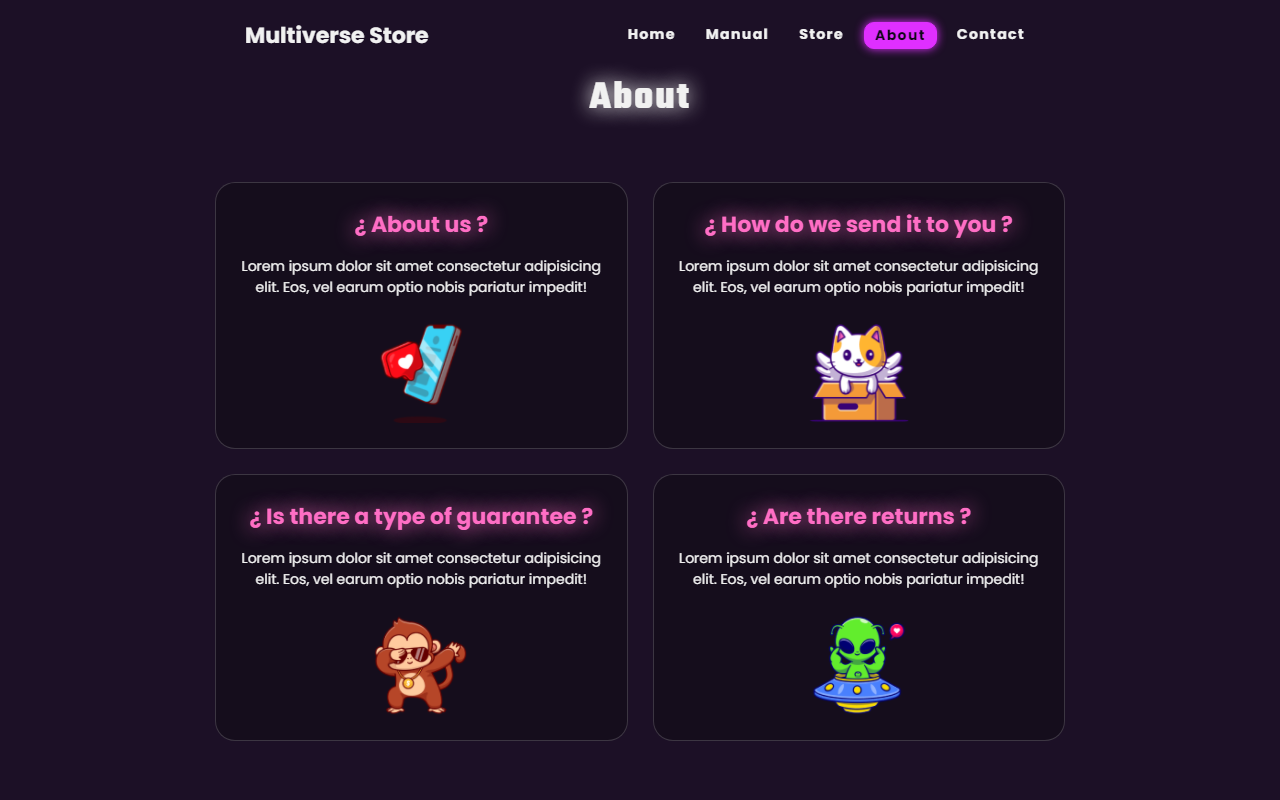 Multiverse Store
Home Manual Store About Contact
About
¿ About us ?
Lorem ipsum dolor sit amet consectetur adipisicing
elit. Eos, vel earum optio nobis pariatur impedit!
¿ How do we send it to you ?
Lorem ipsum dolor sit amet consectetur adipisicing
elit. Eos, vel earum optio nobis pariatur impedit!
¿ Is there a type of guarantee ?
Lorem ipsum dolor sit amet consectetur adipisicing
elit. Eos, vel earum optio nobis pariatur impedit!
¿ Are there returns ?
Lorem ipsum dolor sit amet consectetur adipisicing
elit. Eos, vel earum optio nobis pariatur impedit!